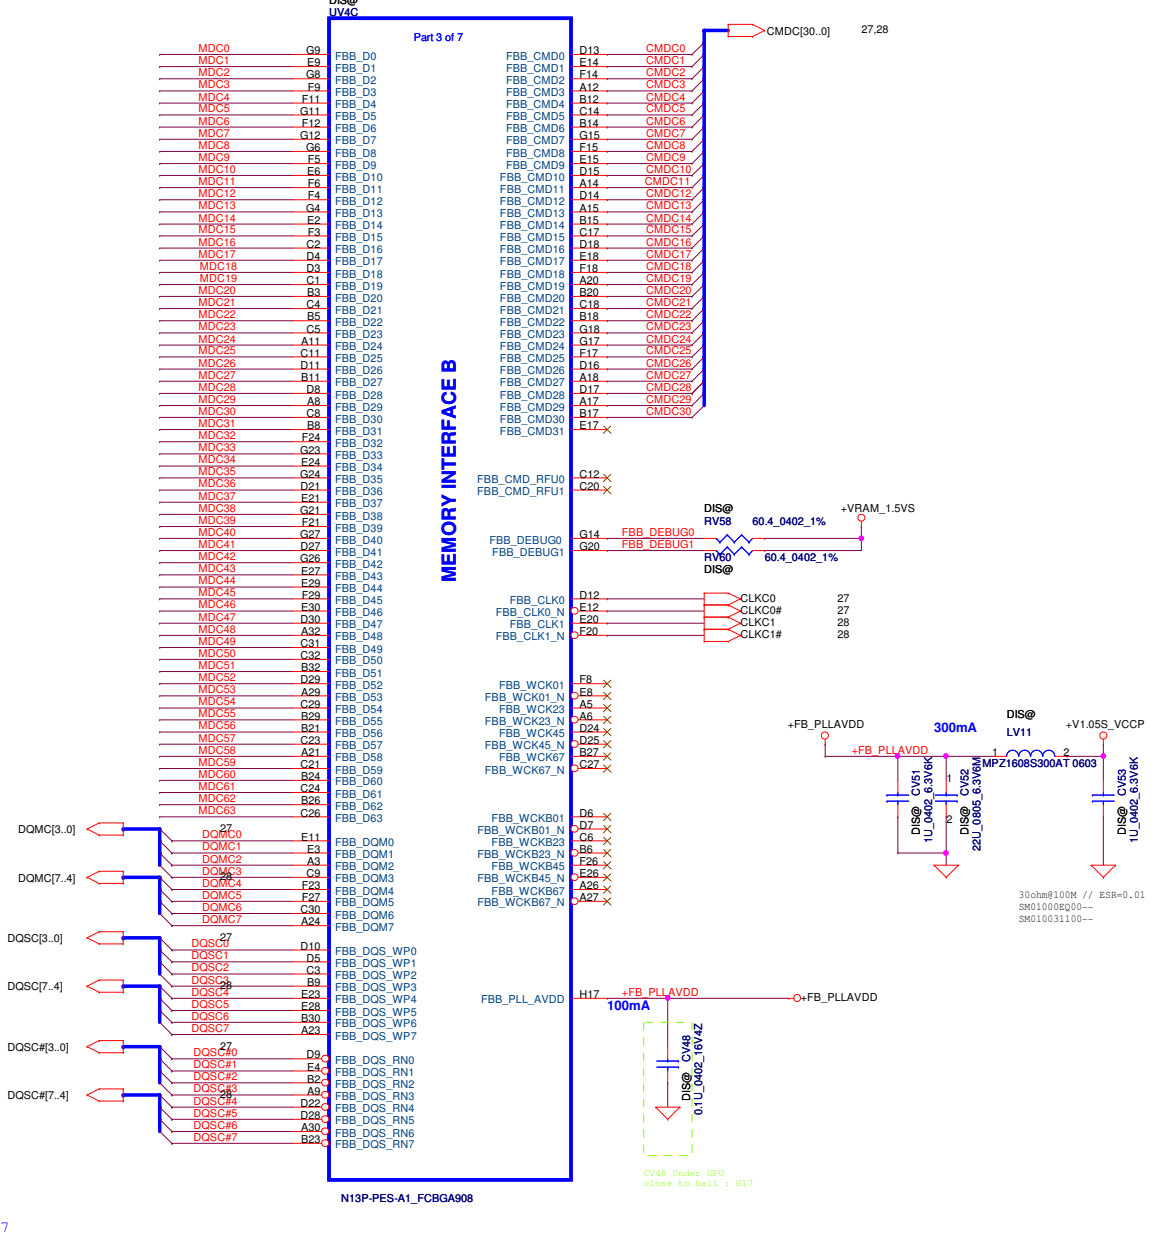 DIS@
UV4C
Part 3 of 7
CMDC[30..0] 27,28
MDC0 G9 FBB_D0 FBB_CMD0 D13 CMDC0
MDC1 E9 FBB_D1 FBB_CMD1 E14 CMDC1
MDC2 G8 FBB_D2 FBB_CMD2 F14 CMDC2
MDC3 F9 FBB_D3 FBB_CMD3 A12 CMDC3
MDC4 F11 FBB_D4 FBB_CMD4 B12 CMDC4
MDC5 G11 FBB_D5 FBB_CMD5 C14 CMDC5
MDC6 F12 FBB_D6 FBB_CMD6 B14 CMDC6
MDC7 G12 FBB_D7 FBB_CMD7 G15 CMDC7
MDC8 G6 FBB_D8 FBB_CMD8 F15 CMDC8
MDC9 F5 FBB_D9 FBB_CMD9 E15 CMDC9
MDC10 E6 FBB_D10 FBB_CMD10 D15 CMDC10
MDC11 F6 FBB_D11 FBB_CMD11 A14 CMDC11
MDC12 F4 FBB_D12 FBB_CMD12 D14 CMDC12
MDC13 G4 FBB_D13 FBB_CMD13 A15 CMDC13
MDC14 E2 FBB_D14 FBB_CMD14 B15 CMDC14
MDC15 F3 FBB_D15 FBB_CMD15 C17 CMDC15
MDC16 C2 FBB_D16 FBB_CMD16 D18 CMDC16
MDC17 D4 FBB_D17 FBB_CMD17 E18 CMDC17
MDC18 D3 FBB_D18 FBB_CMD18 F18 CMDC18
MDC19 C1 FBB_D19 FBB_CMD19 A20 CMDC19
MDC20 B3 FBB_D20 FBB_CMD20 B20 CMDC20
MDC21 C4 FBB_D21 FBB_CMD21 C18 CMDC21
MDC22 B5 FBB_D22 FBB_CMD22 B18 CMDC22
MDC23 C5 FBB_D23 FBB_CMD23 G18 CMDC23
MDC24 A11 FBB_D24 FBB_CMD24 G17 CMDC24
MDC25 C11 FBB_D25 FBB_CMD25 F17 CMDC25
MDC26 D11 FBB_D26 FBB_CMD26 D16 CMDC26
MDC27 B11 FBB_D27 FBB_CMD27 A18 CMDC27
MDC28 D8 FBB_D28 FBB_CMD28 D17 CMDC28
MDC29 A8 FBB_D29 FBB_CMD29 A17 CMDC29
MDC30 C8 FBB_D30 FBB_CMD30 B17 CMDC30
MDC31 B8 FBB_D31 FBB_CMD31 E17
MDC32 F24 FBB_D32
MDC33 G23 FBB_D33
MDC34 E24 FBB_D34
MDC35 G24 FBB_D35 FBB_CMD_RFU0 C12
MDC36 D21 FBB_D36 FBB_CMD_RFU1 C20
MDC37 E21 FBB_D37
MDC38 G21 FBB_D38
MDC39 F21 FBB_D39
MDC40 G27 FBB_D40 FBB_DEBUG0 G14 FBB_DEBUG0
MDC41 D27 FBB_D41 FBB_DEBUG1 G20 FBB_DEBUG1
MDC42 G26 FBB_D42
MDC43 E27 FBB_D43
MDC44 E29 FBB_D44
MDC45 F29 FBB_D45 FBB_CLK0 D12 CLKC0 27
MDC46 E30 FBB_D46 FBB_CLK0_N E12 CLKC0# 27
MDC47 D30 FBB_D47 FBB_CLK1 E20 CLKC1 28
MDC48 A32 FBB_D48 FBB_CLK1_N F20 CLKC1# 28
MDC49 C31 FBB_D49
MDC50 C32 FBB_D50
MDC51 B32 FBB_D51
MDC52 D29 FBB_D52 FBB_WCK01 F8
MDC53 A29 FBB_D53 FBB_WCK01_N E8
MDC54 C29 FBB_D54 FBB_WCK23 A5
MDC55 B29 FBB_D55 FBB_WCK23_N A6
MDC56 B21 FBB_D56 FBB_WCK45 D24
MDC57 C23 FBB_D57 FBB_WCK45_N D25
MDC58 A21 FBB_D58 FBB_WCK67 B27
MDC59 C21 FBB_D59 FBB_WCK67_N C27
MDC60 B24 FBB_D60
MDC61 C24 FBB_D61
MDC62 B26 FBB_D62
MDC63 C26 FBB_D63 FBB_WCKB01 D6
FBB_WCKB01_N D7
DQMC[3..0] 27
DQMC0 E11 FBB_DQM0 FBB_WCKB23 C6
DQMC1 E3 FBB_DQM1 FBB_WCKB23_N B6
DQMC2 A3 FBB_DQM2 FBB_WCKB45 F26
DQMC3 C9 FBB_DQM3 FBB_WCKB45_N E26
DQMC[7..4] 28
DQMC4 F23 FBB_DQM4 FBB_WCKB67 A26
DQMC5 F27 FBB_DQM5 FBB_WCKB67_N A27
DQMC6 C30 FBB_DQM6
DQMC7 A24 FBB_DQM7
DQSC[3..0] 27
DQSC0 D10 FBB_DQS_WP0
DQSC1 D5 FBB_DQS_WP1
DQSC2 C3 FBB_DQS_WP2
DQSC3 B9 FBB_DQS_WP3
DQSC[7..4] 28
DQSC4 E23 FBB_DQS_WP4 FBB_PLL_AVDD H17 +FB_PLLAVDD
DQSC5 E28 FBB_DQS_WP5
DQSC6 B30 FBB_DQS_WP6
DQSC7 A23 FBB_DQS_WP7
DQSC#[3..0] 27
DQSC#0 D9 FBB_DQS_RN0
DQSC#1 E4 FBB_DQS_RN1
DQSC#2 B2 FBB_DQS_RN2
DQSC#3 A9 FBB_DQS_RN3
DQSC#[7..4] 28
DQSC#4 D22 FBB_DQS_RN4
DQSC#5 D28 FBB_DQS_RN5
DQSC#6 A30 FBB_DQS_RN6
DQSC#7 B23 FBB_DQS_RN7
MEMORY INTERFACE B
N13P-PES-A1_FCBGA908
DIS@
RV58 60.4_0402_1%
+VRAM_1.5VS
RV60 60.4_0402_1%
DIS@
+FB_PLLAVDD
300mA
DIS@
LV11
+V1.05S_VCCP
+FB_PLLAVDD
1 2
MPZ1608S300AT 0603
DIS@ CV51
1U_0402_6.3V6K
1
2
DIS@ CV52
22U_0805_6.3V6M
DIS@ CV53
1U_0402_6.3V6K
30ohm@100M // ESR=0.01
SM01000EQ00--
SM010031100--
100mA
+FB_PLLAVDD
DIS@ CV48
0.1U_0402_16V4Z
CV48 Under GPU
close to ball : H17
7